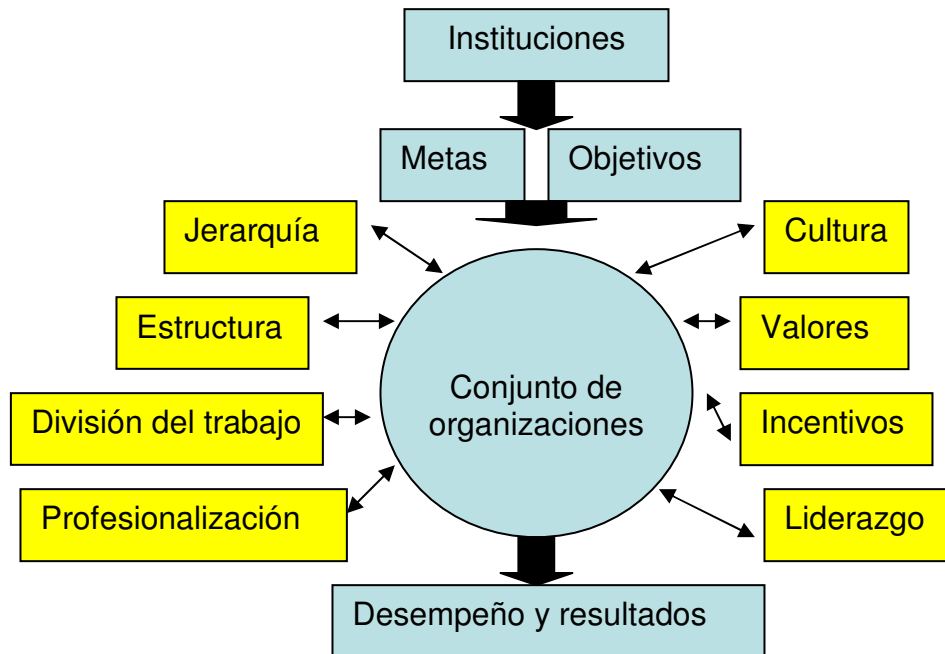 Instituciones
Metas
Objetivos
Jerarquía
Cultura
Estructura
Valores
Conjunto de
organizaciones
División del trabajo
Incentivos
Profesionalización
Liderazgo
Desempeño y resultados